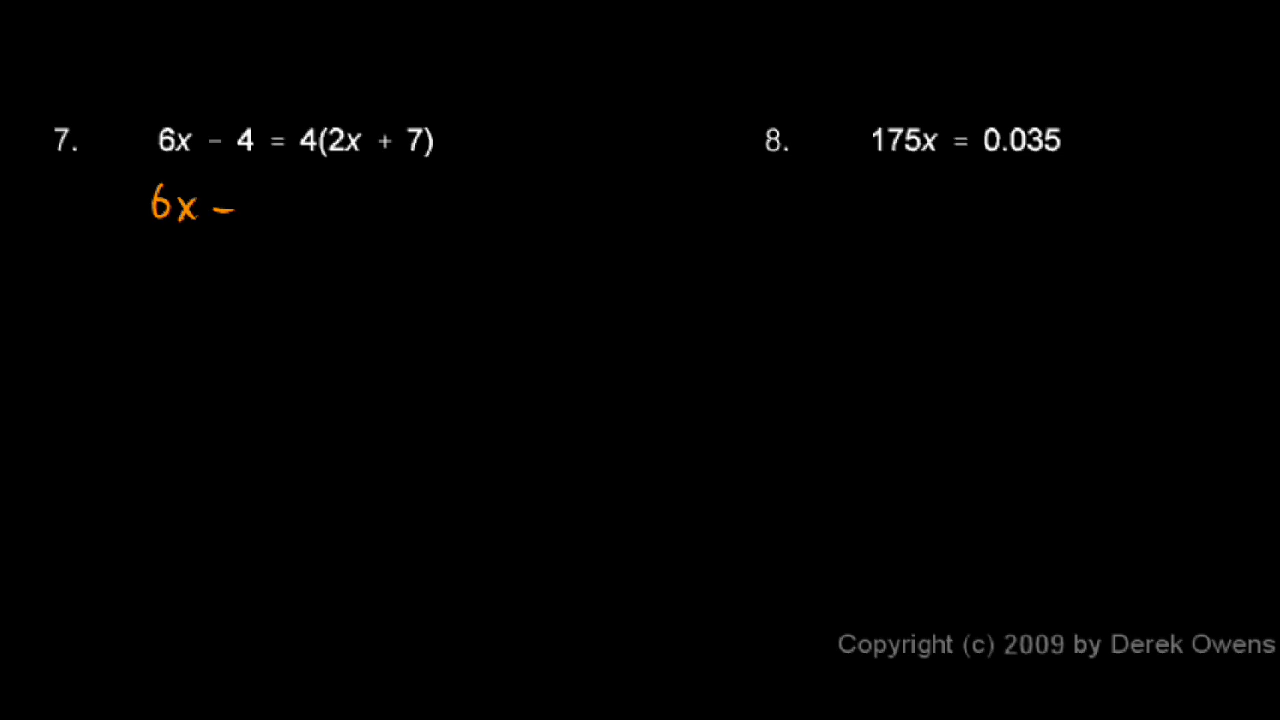 7. 6x - 4 = 4(2x + 7)
6x -
8. 175x = 0.035
Copyright (c) 2009 by Derek Owens